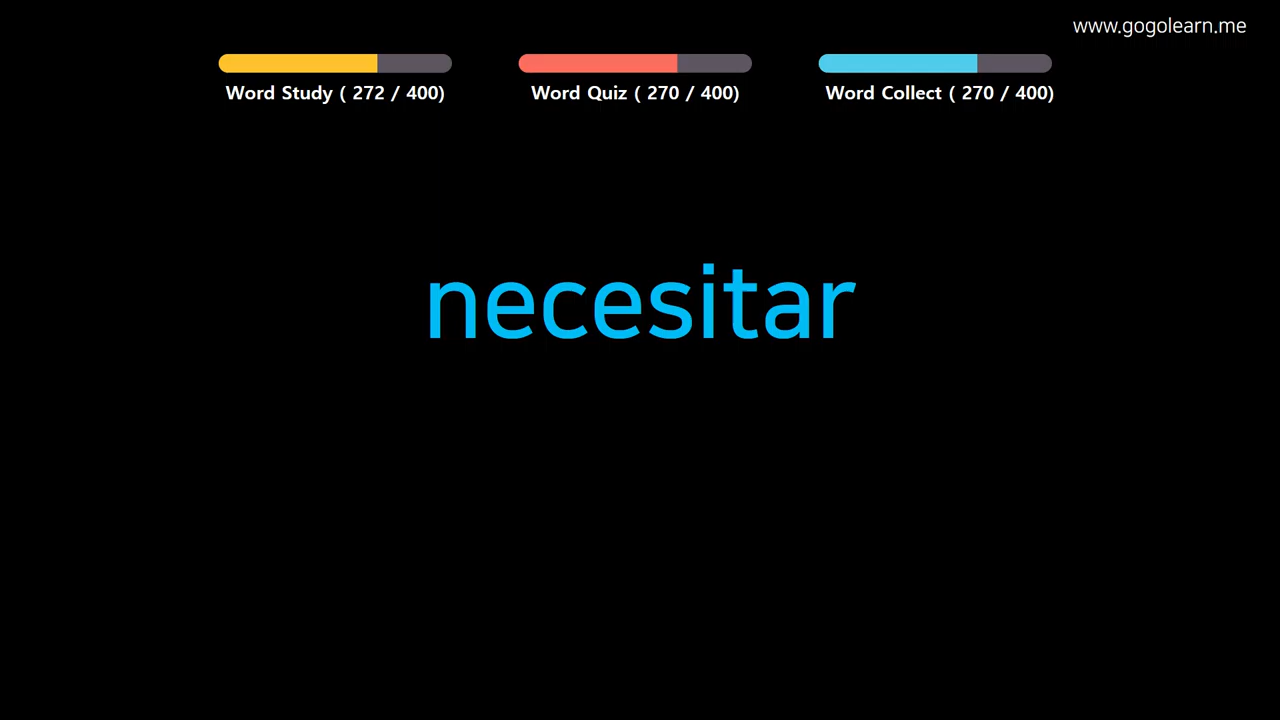 www.gogolearn.me
Word Study ( 272 / 400)
Word Quiz ( 270 / 400)
Word Collect ( 270 / 400)
necesitar